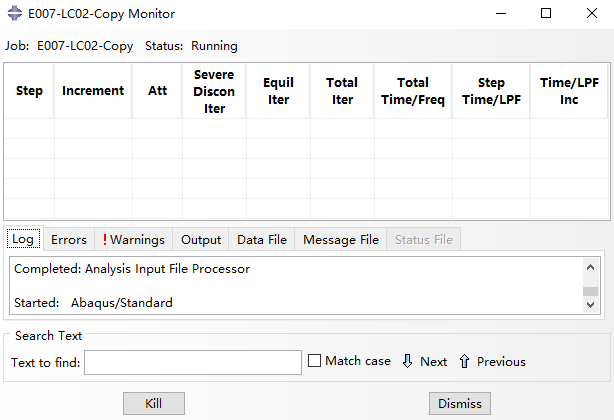 E007-LC02-Copy Monitor
Job: E007-LC02-Copy Status: Running
Step Increment Att Severe Discon Iter Equil Iter Total Iter Total Time/Freq Step Time/LPF Time/LPF Inc
Log Errors !Warnings Output Data File Message File Status File
Completed: Analysis Input File Processor
Started: Abaqus/Standard
Search Text
Text to find: Match case Next Previous
Kill Dismiss